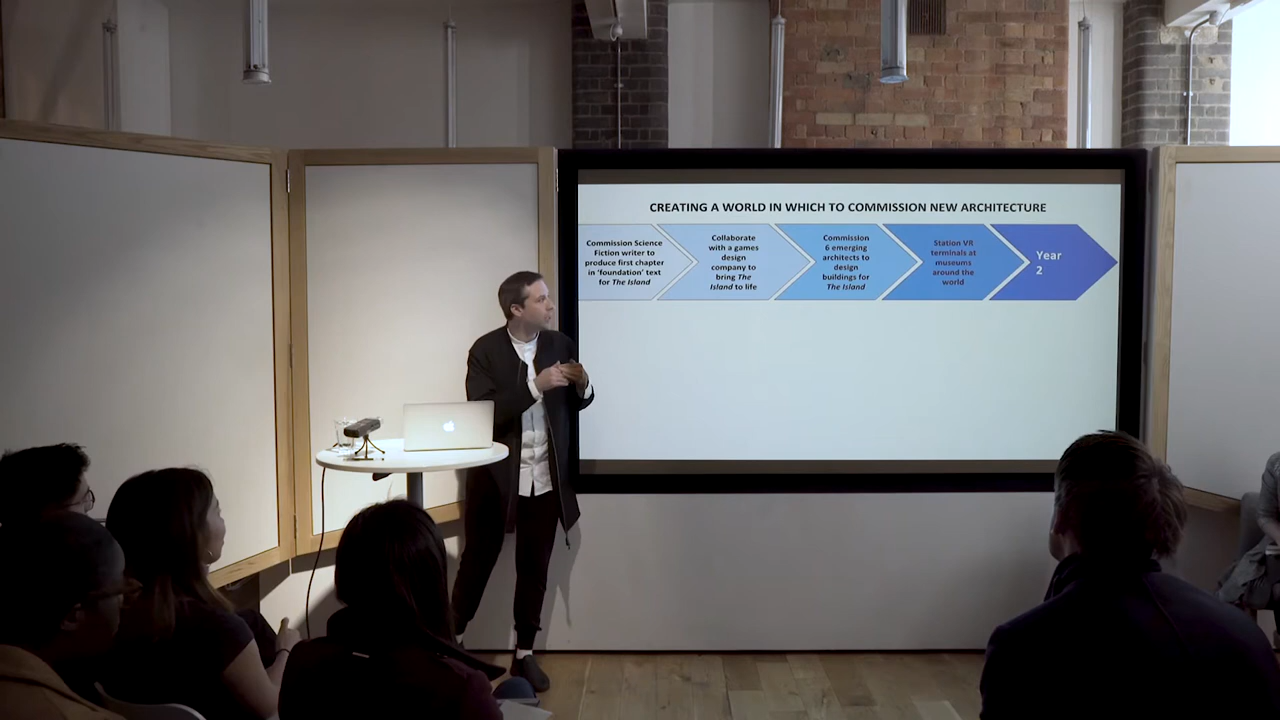 CREATING A WORLD IN WHICH TO COMMISSION NEW ARCHITECTURE
Commission Science
Fiction writer to
produce first chapter
in 'foundation' text
for The Island
Collaborate
with a games
design
company to
bring The
Island to life
Commission
6 emerging
architects to
design
buildings for
The Island
Station VR
terminals at
museums
around the
world
Year
2